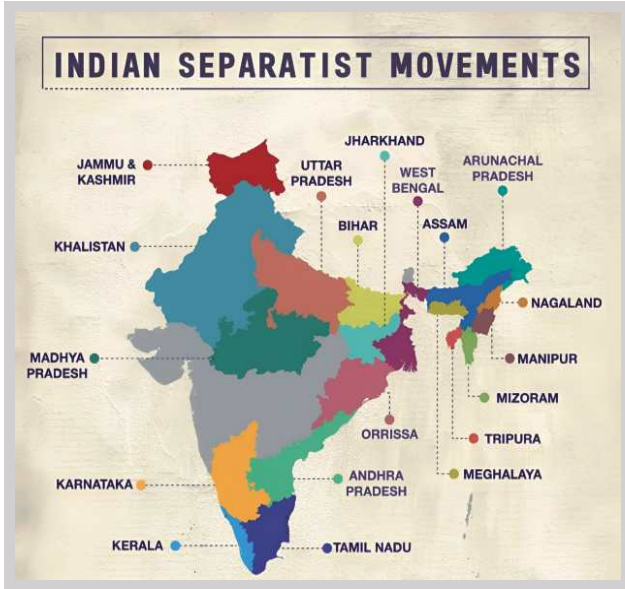 INDIAN SEPARATIST MOVEMENTS
JHARKHAND
JAMMU &
KASHMIR
UTTAR
PRADESH
WEST
BENGAL
ARUNACHAL
PRADESH
BIHAR
ASSAM
KHALISTAN
NAGALAND
MADHYA
PRADESH
MANIPUR
MIZORAM
ORRISSA
TRIPURA
KARNATAKA
ANDHRA
PRADESH
MEGHALAYA
KERALA
TAMIL NADU